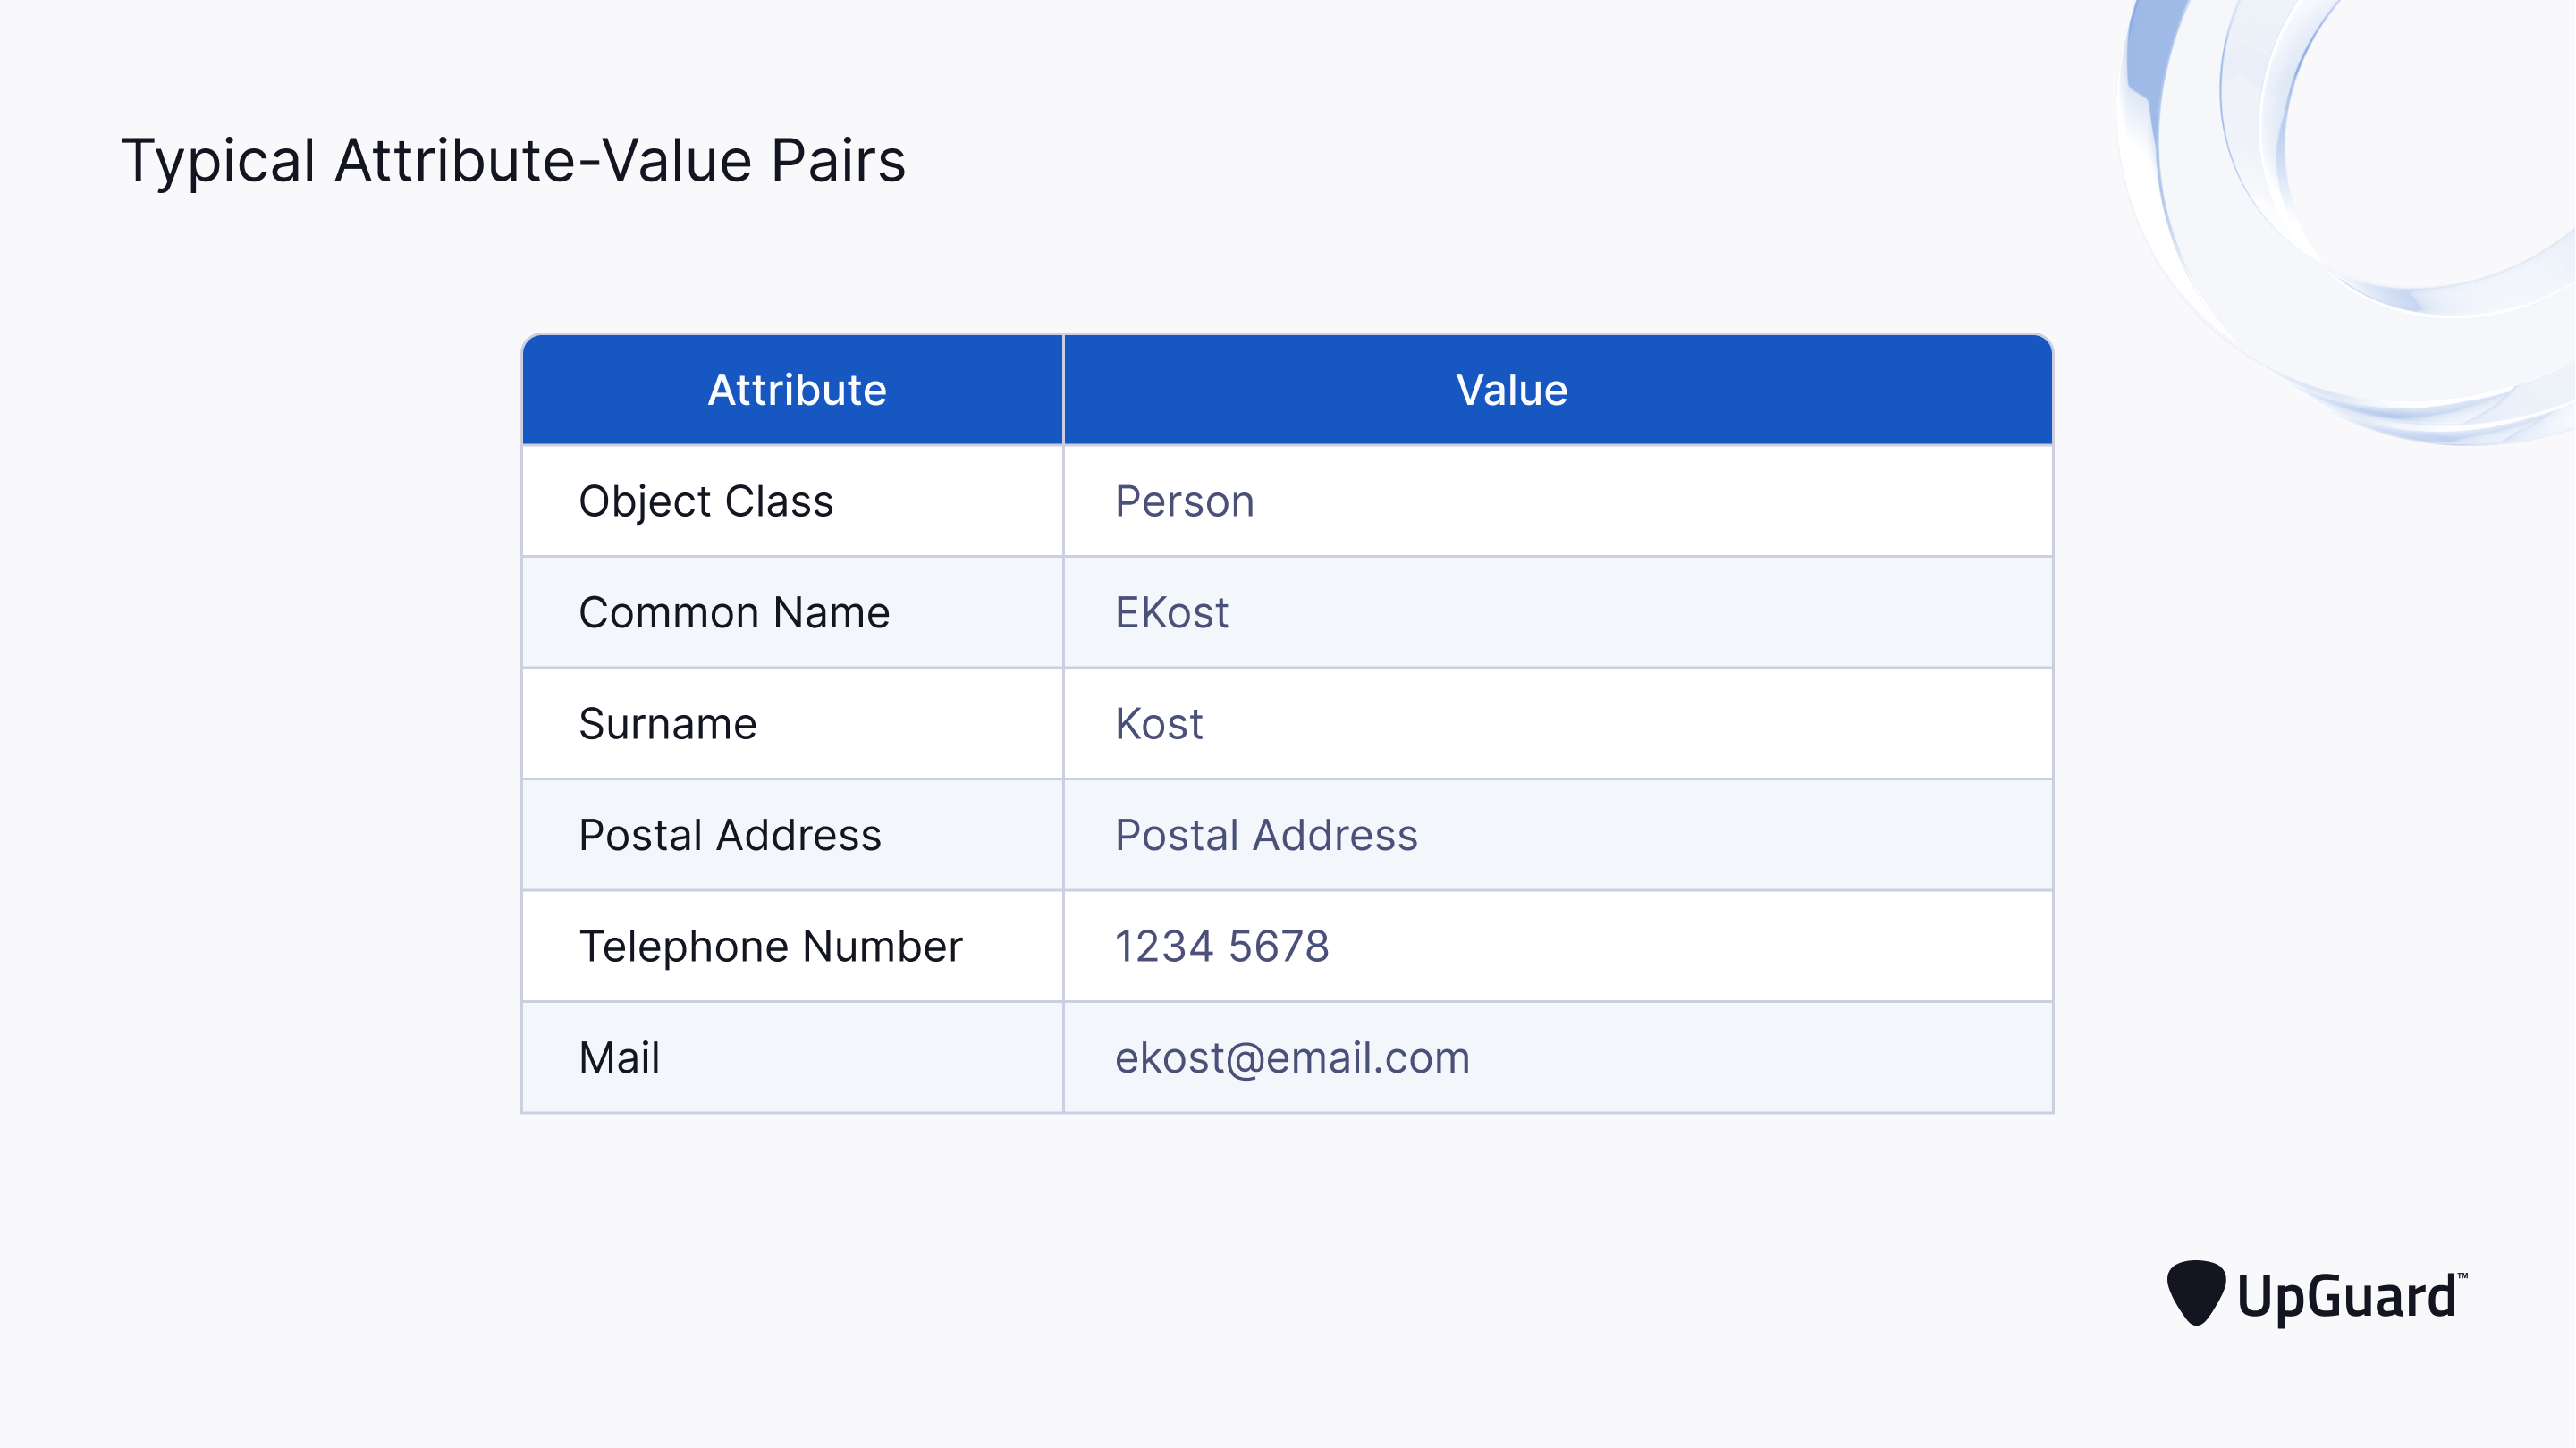 Typical Attribute-Value Pairs
Attribute Value
Object Class Person
Common Name EKost
Surname Kost
Postal Address Postal Address
Telephone Number 1234 5678
Mail ekost@email.com
UpGuard™